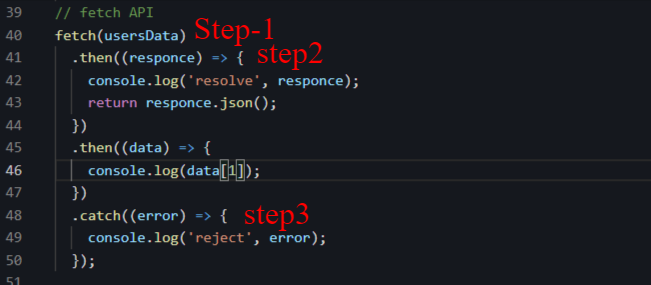 39 // fetch API
40 fetch(usersData) Step-1
41 .then((responce) => { step2
42 console.log('resolve', responce);
43 return responce.json();
44 })
45 .then((data) => {
46 console.log(data[1]);
47 })
48 .catch((error) => { step3
49 console.log('reject', error);
50 });
51